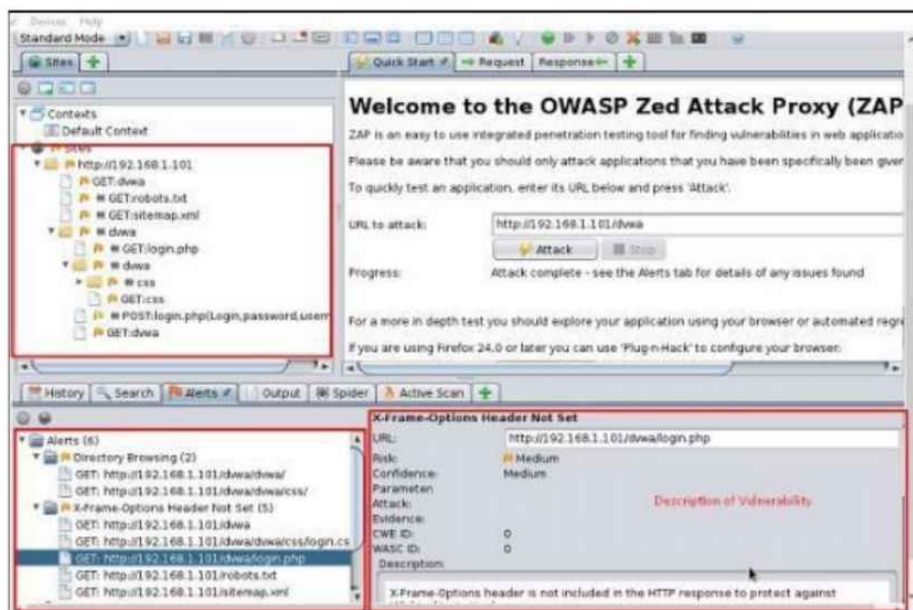 Devices Help
Standard Mode
Sites
Quick Start
Request
Response
Contexts
Default Context
Sites
http://192.168.1.101
GET:dvwa
GET:robots.txt
GET:sitemap.xml
dvwa
GET:login.php
dvwa
css
GET:css
POST:login.php(Login,password,usern
GET:dvwa
Welcome to the OWASP Zed Attack Proxy (ZAP
ZAP is an easy to use integrated penetration testing tool for finding vulnerabilities in web applicatio
Please be aware that you should only attack applications that you have been specifically been given
To quickly test an application, enter its URL below and press 'Attack'.
URL to attack:
http://192.168.1.101/dvwa
Attack
Stop
Progress:
Attack complete - see the Alerts tab for details of any issues found
For a more in depth test you should explore your application using your browser or automated regre
If you are using Firefox 24.0 or later you can use 'Plug-n-Hack' to configure your browser:
History
Search
Alerts
Output
Spider
Active Scan
Alerts (6)
Directory Browsing (2)
GET: http://192.168.1.101/dvwa/dvwa/
GET: http://192.168.1.101/dvwa/dvwa/css/
X-Frame-Options Header Not Set (5)
GET: http://192.168.1.101/dvwa
GET: http://192.168.1.101/dvwa/dvwa/css/login.cs
GET: http://192.168.1.101/dvwa/login.php
GET: http://192.168.1.101/robots.txt
GET: http://192.168.1.101/sitemap.xml
X-Frame-Options Header Not Set
URL: http://192.168.1.101/dvwa/login.php
Risk: Medium
Confidence: Medium
Parameter:
Attack:
Description of Vulnerability
Evidence:
CWE ID: 0
WASC ID: 0
Description
X-Frame-Options header is not included in the HTTP response to protect against